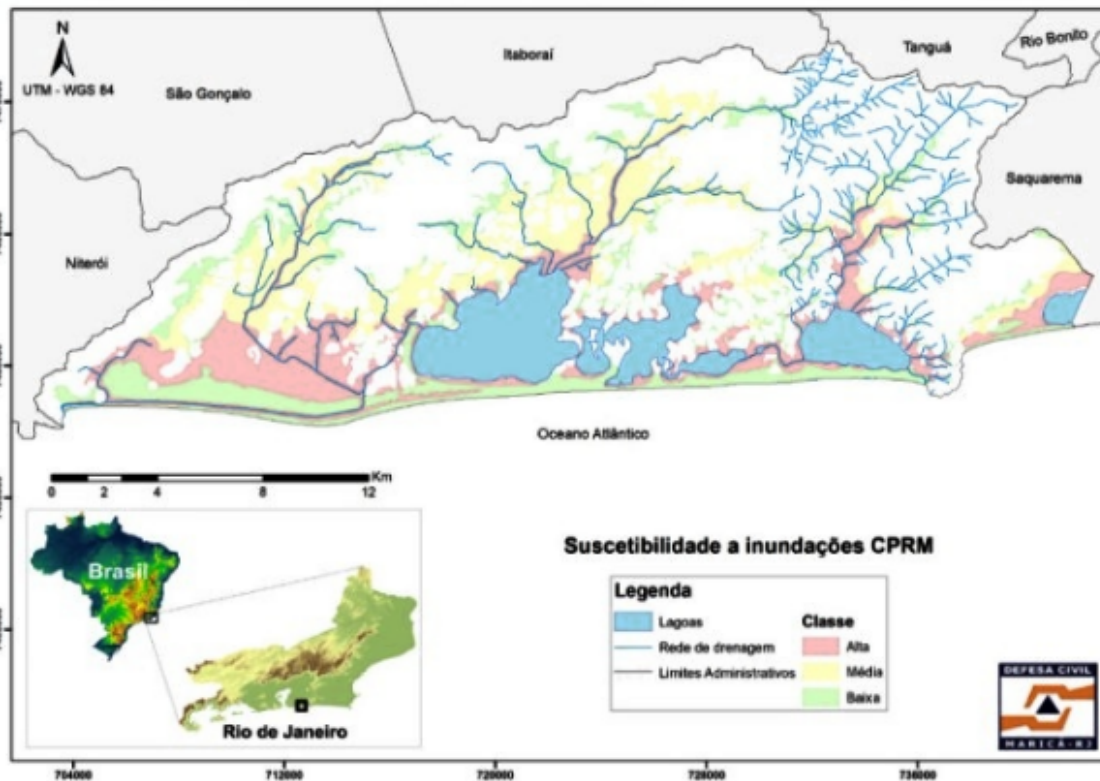 N
UTM - WGS 84
São Gonçalo
Itaboraí
Tanguá
Rio Bonito
Saquarema
Niterói
Oceano Atlântico
Km
0 2 4 8 12
Brasil
Rio de Janeiro
Suscetibilidade a inundações CPRM
Legenda
Lagoas
Rede de drenagem
Limites Administrativos
Classe
Alta
Média
Baixa
DEFESA CIVIL
MARICÁ-RJ
704000 712000 720000 728000 736000